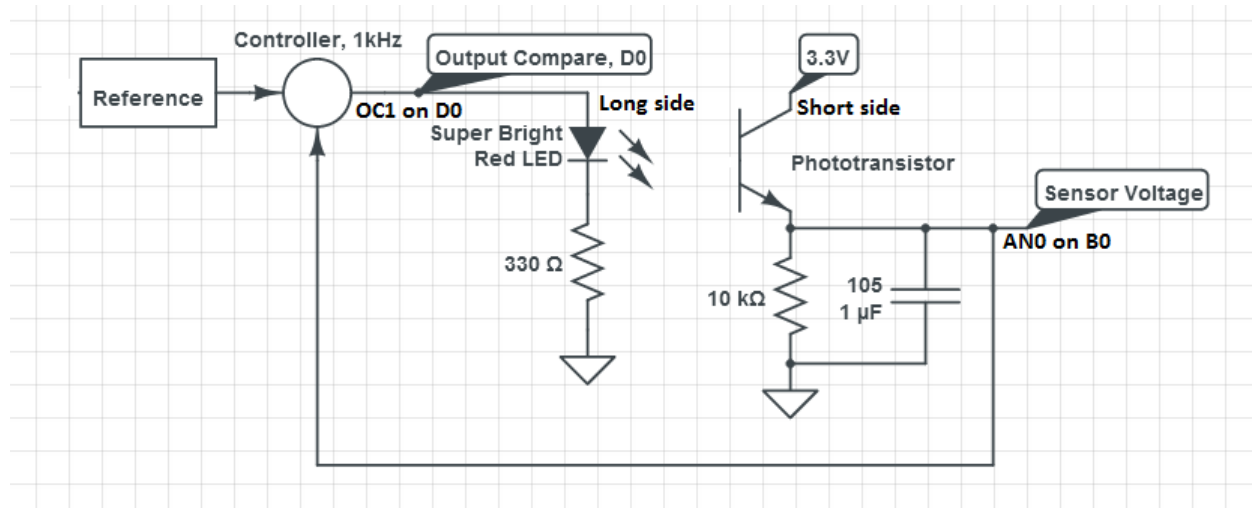 Controller, 1kHz
Reference
Output Compare, D0
OC1 on D0
Long side
Super Bright
Red LED
330 Ω
3.3V
Short side
Phototransistor
Sensor Voltage
AN0 on B0
10 kΩ
105
1 µF